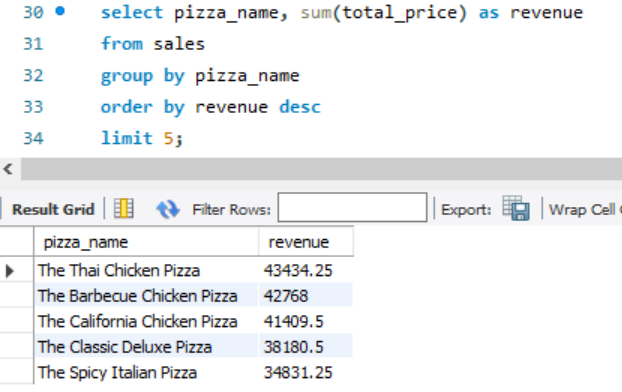 30 select pizza_name, sum(total_price) as revenue
31 from sales
32 group by pizza_name
33 order by revenue desc
34 limit 5;
Result Grid Filter Rows: Export: Wrap Cell
pizza_name revenue
The Thai Chicken Pizza 43434.25
The Barbecue Chicken Pizza 42768
The California Chicken Pizza 41409.5
The Classic Deluxe Pizza 38180.5
The Spicy Italian Pizza 34831.25